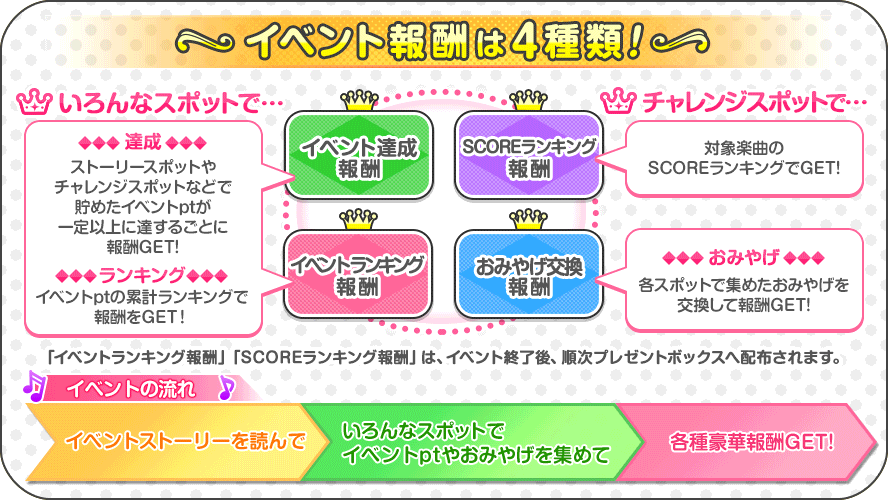 イベント報酬は4種類!
いろんなスポットで…
◆◆◆ 達成 ◆◆◆
ストーリースポットや
チャレンジスポットなどで
貯めたイベントptが
一定以上に達するごとに
報酬GET!
◆◆◆ランキング◆◆◆
イベントptの累計ランキングで
報酬をGET!
イベント達成
報酬
SCOREランキング
報酬
イベントランキング
報酬
おみやげ交換
報酬
チャレンジスポットで…
対象楽曲の
SCOREランキングでGET!
◆◆◆ おみやげ ◆◆◆
各スポットで集めたおみやげを
交換して報酬GET!
「イベントランキング報酬」「SCOREランキング報酬」は、イベント終了後、順次プレゼントボックスへ配布されます。
イベントの流れ
イベントストーリーを読んで
いろんなスポットで
イベントptやおみやげを集めて
各種豪華報酬GET!